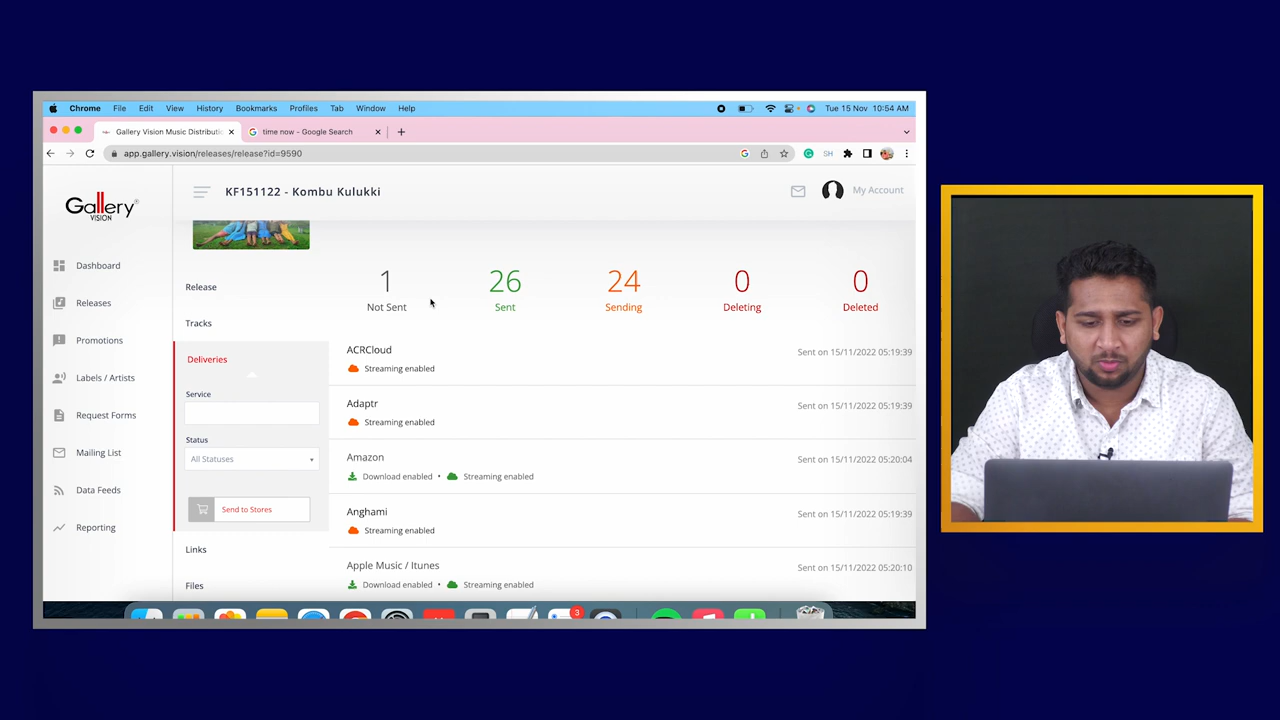 Chrome File Edit View History Bookmarks Profiles Tab Window Help Tue 15 Nov 10:54 AM
Gallery Vision Music Distributic G time now - Google Search
app.gallery.vision/releases/release?id=9590 SH
Gallery VISION
KF151122 - Kombu Kulukki My Account
Dashboard
Releases
Promotions
Labels / Artists
Request Forms
Mailing List
Data Feeds
Reporting
Release
Tracks
Deliveries
Service
Status
All Statuses
Send to Stores
Links
Files
1 26 24 0 0
Not Sent Sent Sending Deleting Deleted
ACRCloud Sent on 15/11/2022 05:19:39
Streaming enabled
Adaptr Sent on 15/11/2022 05:19:39
Streaming enabled
Amazon Sent on 15/11/2022 05:20:04
Download enabled • Streaming enabled
Anghami Sent on 15/11/2022 05:19:39
Streaming enabled
Apple Music / Itunes Sent on 15/11/2022 05:20:10
Download enabled • Streaming enabled
3